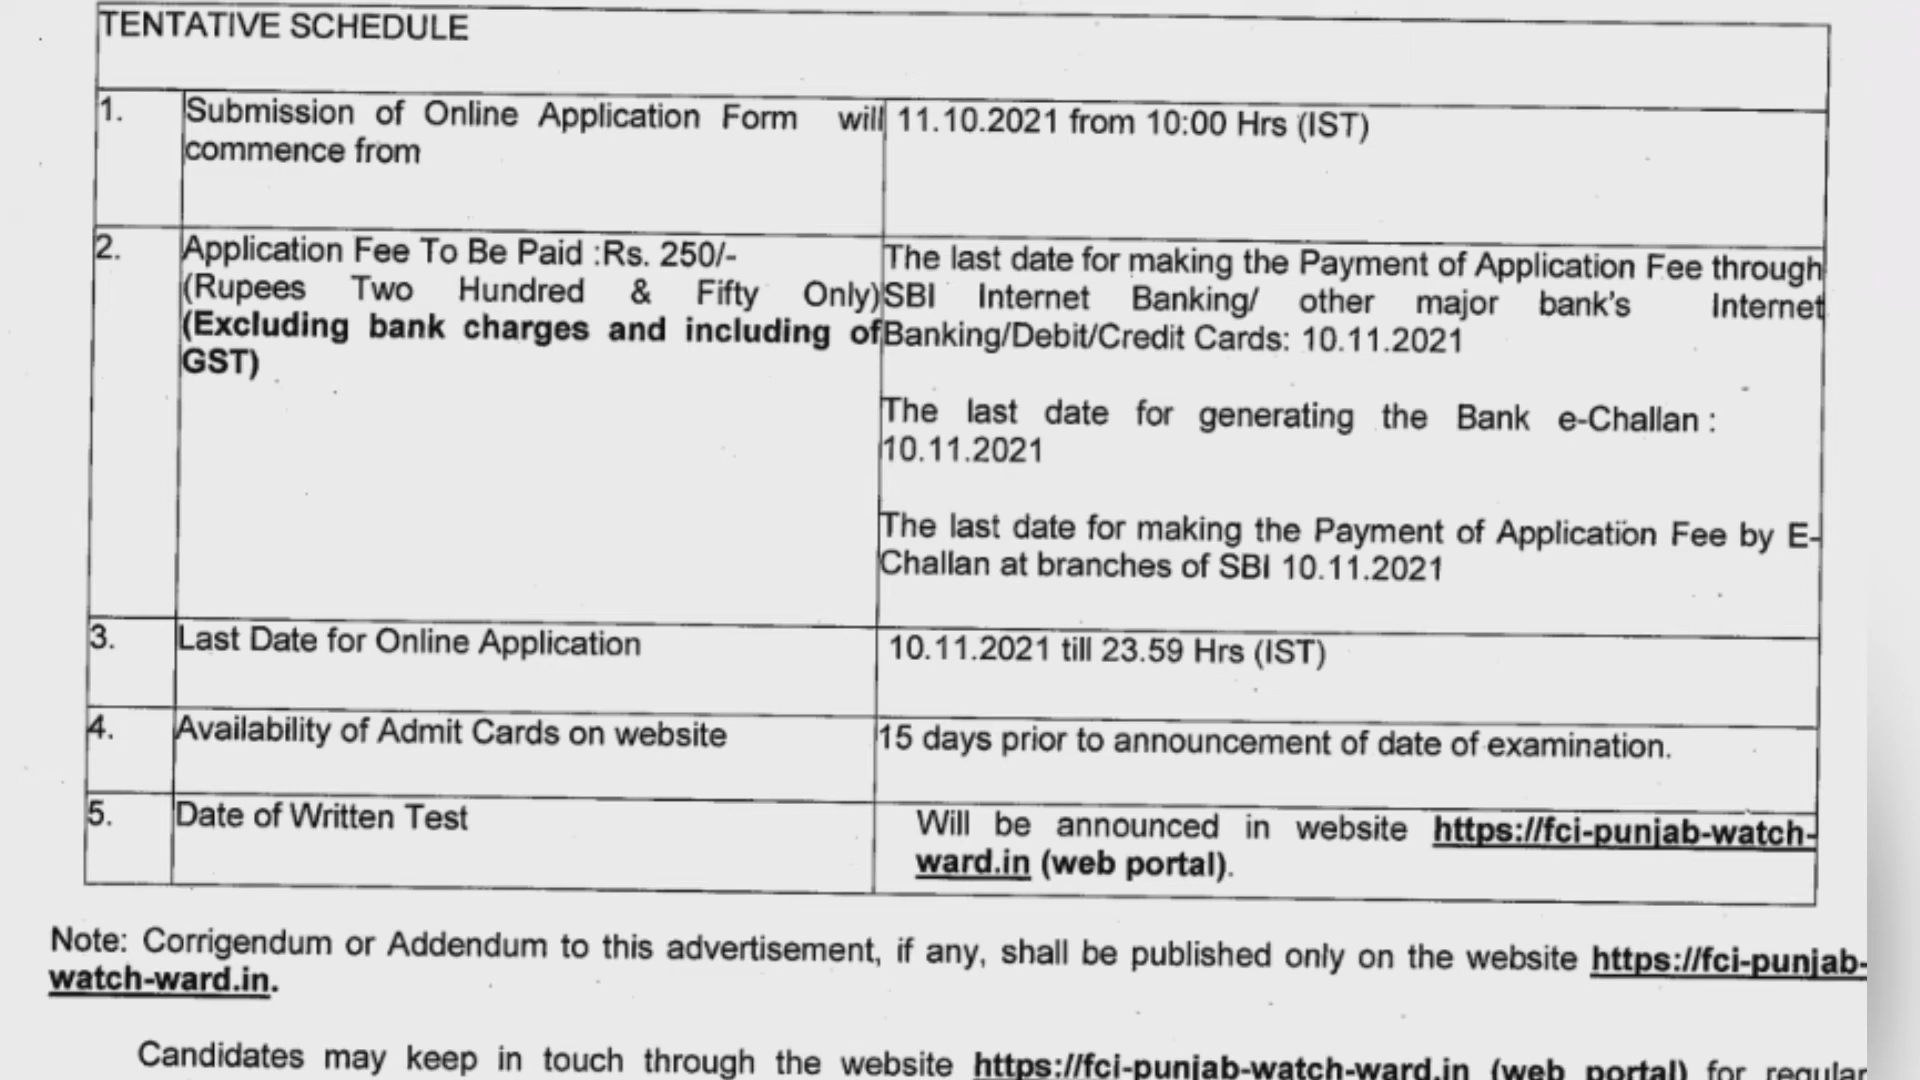 TENTATIVE SCHEDULE
1.
Submission of Online Application Form will
commence from
11.10.2021 from 10:00 Hrs (IST)
2.
Application Fee To Be Paid :Rs. 250/-
(Rupees Two Hundred & Fifty Only)
(Excluding bank charges and including of
GST)
The last date for making the Payment of Application Fee through
SBI Internet Banking/ other major bank's Internet
Banking/Debit/Credit Cards: 10.11.2021
The last date for generating the Bank e-Challan :
10.11.2021
The last date for making the Payment of Application Fee by E-
Challan at branches of SBI 10.11.2021
3.
Last Date for Online Application
10.11.2021 till 23.59 Hrs (IST)
4.
Availability of Admit Cards on website
15 days prior to announcement of date of examination.
5.
Date of Written Test
Will be announced in website https://fci-punjab-watch-
ward.in (web portal).
Note: Corrigendum or Addendum to this advertisement, if any, shall be published only on the website https://fci-punjab-
watch-ward.in.
Candidates may keep in touch through the website https://fci-punjab-watch-ward.in (web portal) for regular